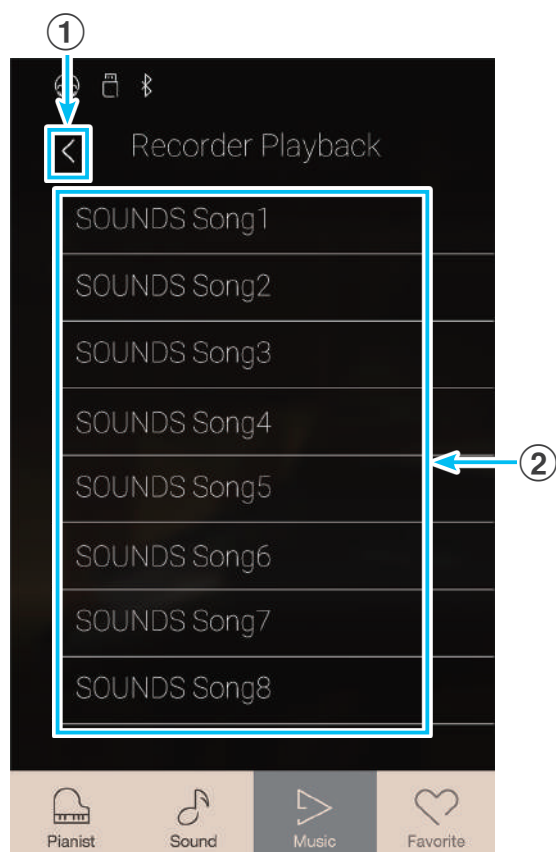 ①
Recorder Playback
SOUNDS Song1
SOUNDS Song2
SOUNDS Song3
SOUNDS Song4
②
SOUNDS Song5
SOUNDS Song6
SOUNDS Song7
SOUNDS Song8
Pianist Sound Music Favorite